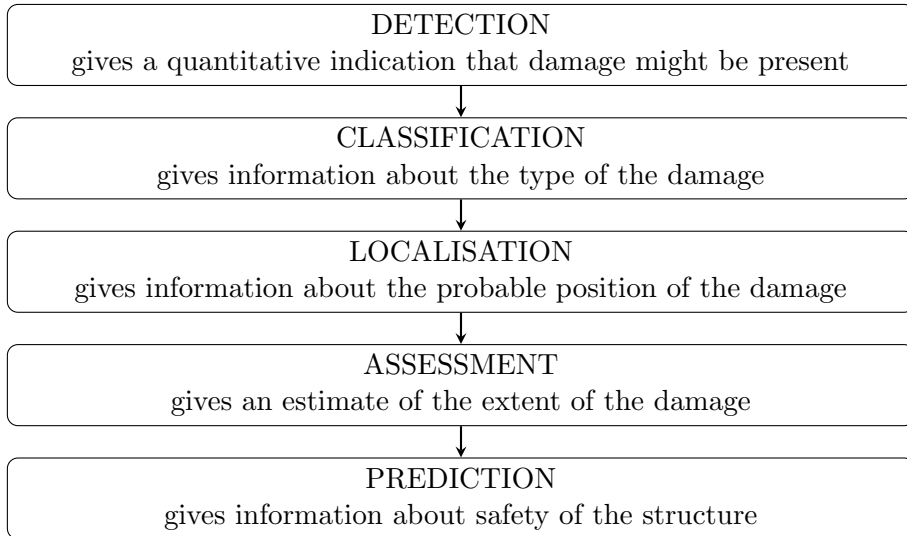 DETECTION
gives a quantitative indication that damage might be present
CLASSIFICATION
gives information about the type of the damage
LOCALISATION
gives information about the probable position of the damage
ASSESSMENT
gives an estimate of the extent of the damage
PREDICTION
gives information about safety of the structure